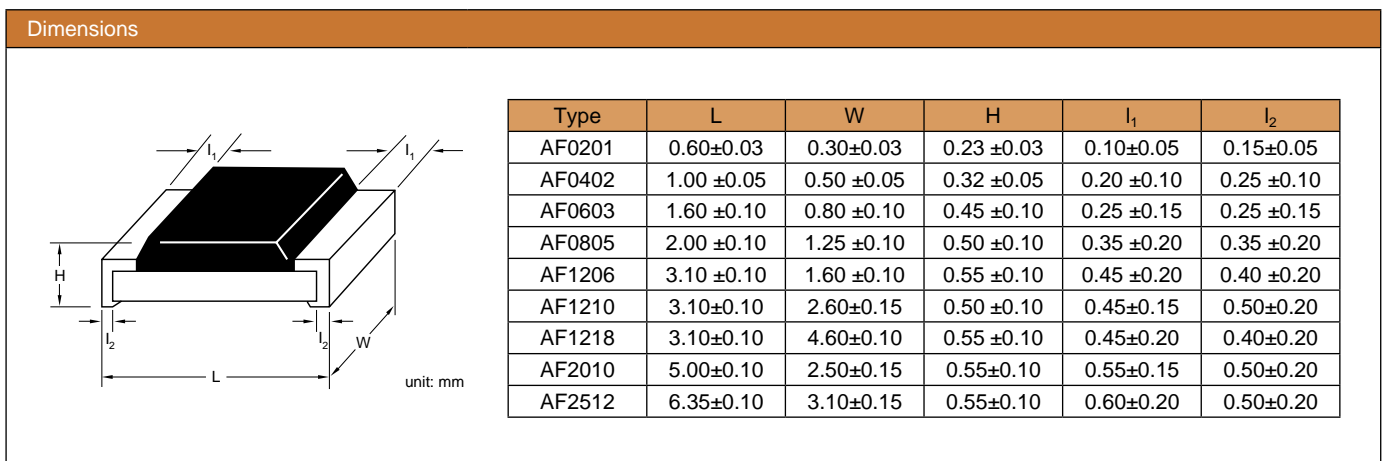 Dimensions
Type L W H l1 l2
AF0201 0.60±0.03 0.30±0.03 0.23 ±0.03 0.10±0.05 0.15±0.05
AF0402 1.00 ±0.05 0.50 ±0.05 0.32 ±0.05 0.20 ±0.10 0.25 ±0.10
AF0603 1.60 ±0.10 0.80 ±0.10 0.45 ±0.10 0.25 ±0.15 0.25 ±0.15
AF0805 2.00 ±0.10 1.25 ±0.10 0.50 ±0.10 0.35 ±0.20 0.35 ±0.20
AF1206 3.10 ±0.10 1.60 ±0.10 0.55 ±0.10 0.45 ±0.20 0.40 ±0.20
AF1210 3.10±0.10 2.60±0.15 0.50 ±0.10 0.45±0.15 0.50±0.20
AF1218 3.10±0.10 4.60±0.10 0.55 ±0.10 0.45±0.20 0.40±0.20
AF2010 5.00±0.10 2.50±0.15 0.55±0.10 0.55±0.15 0.50±0.20
AF2512 6.35±0.10 3.10±0.15 0.55±0.10 0.60±0.20 0.50±0.20
l1 l1
H
l2 l2 W
L
unit: mm